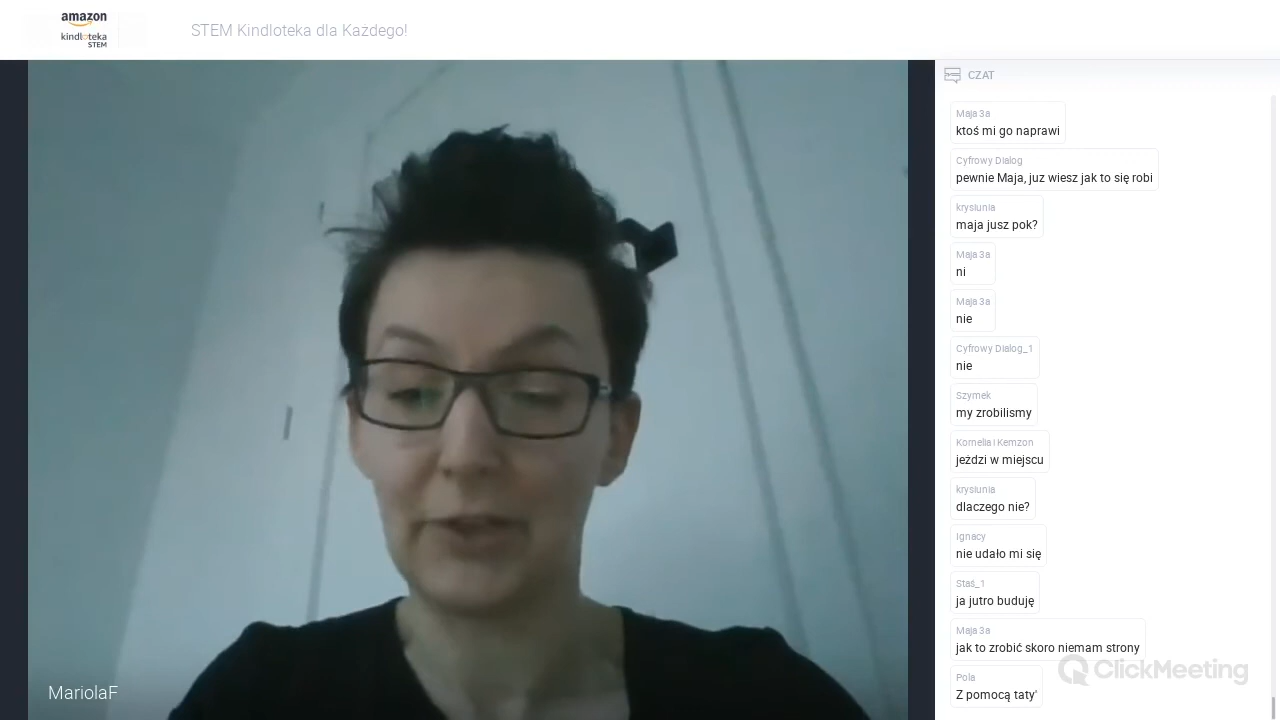 amazon
kindloteka
STEM
STEM Kindloteka dla Każdego!
CZAT
Maja 3a
ktoś mi go naprawi
Cyfrowy Dialog
pewnie Maja, juz wiesz jak to się robi
krysiunia
maja jusz pok?
Maja 3a
ni
Maja 3a
nie
Cyfrowy Dialog_1
nie
Szymek
my zrobilismy
Kornelia i Kemzon
jeździ w miejscu
krysiunia
dlaczego nie?
Ignacy
nie udało mi się
Staś_1
ja jutro buduję
Maja 3a
jak to zrobić skoro niemam strony
Pola
Z pomocą taty'
ClickMeeting
MariolaF